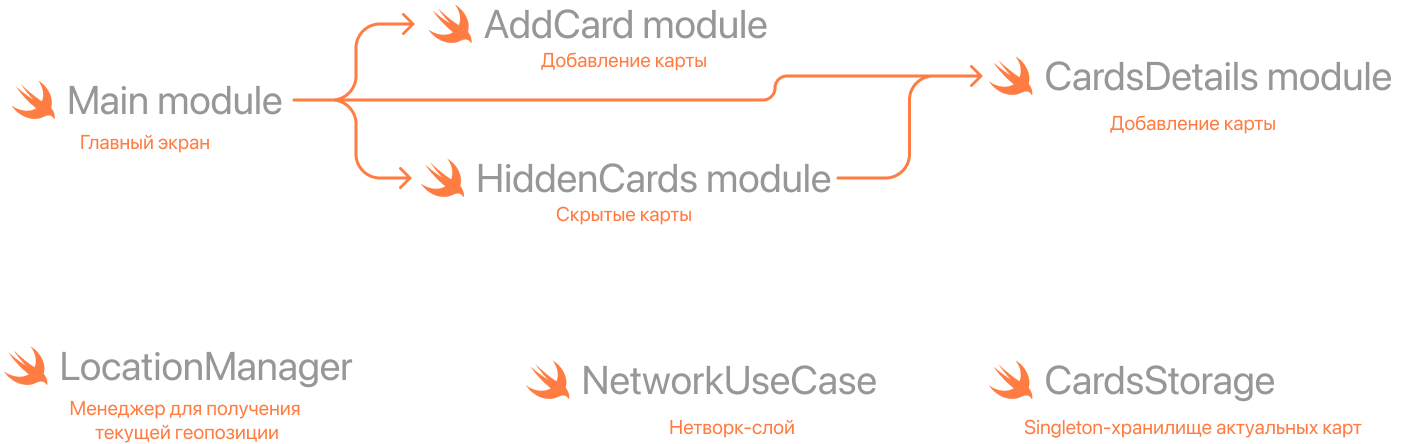 AddCard module
Добавление карты
Main module
Главный экран
CardsDetails module
Добавление карты
HiddenCards module
Скрытые карты
LocationManager
Менеджер для получения
текущей геопозиции
NetworkUseCase
Нетворк-слой
CardsStorage
Singleton-хранилище актуальных карт